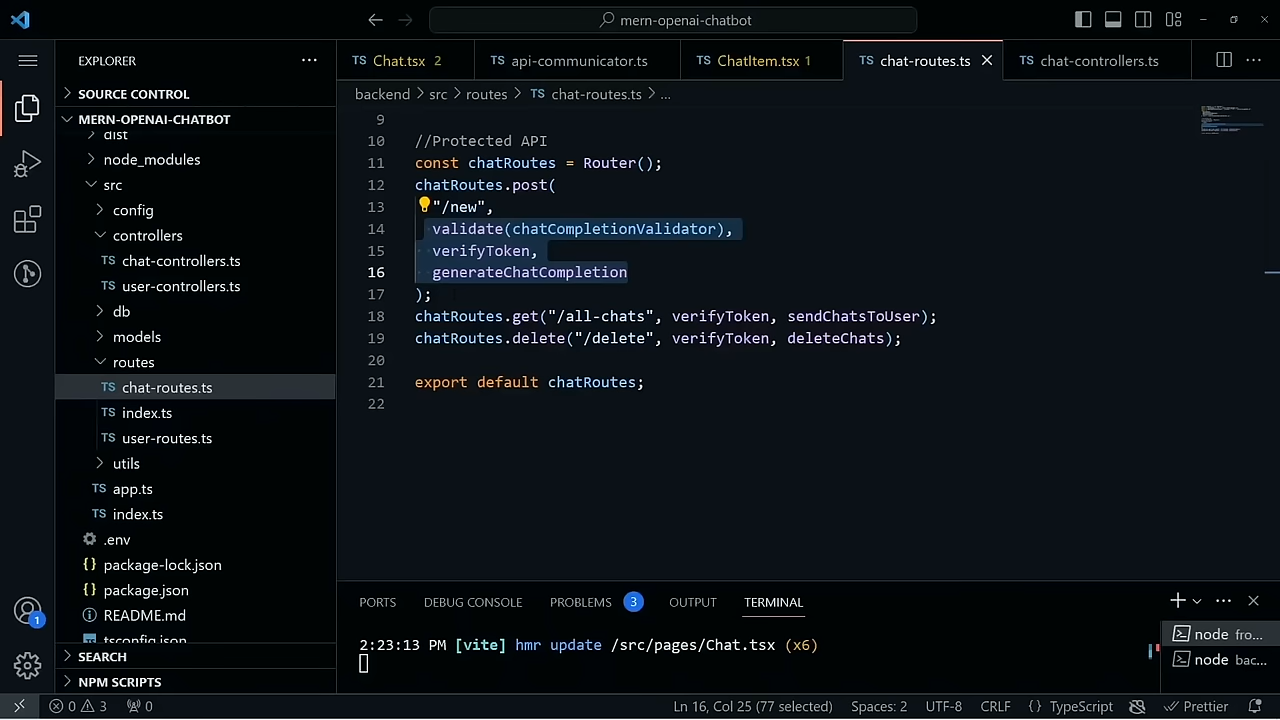 mern-openai-chatbot
EXPLORER
SOURCE CONTROL
MERN-OPENAI-CHATBOT
dist
node_modules
src
config
controllers
TS chat-controllers.ts
TS user-controllers.ts
db
models
routes
TS chat-routes.ts
TS index.ts
TS user-routes.ts
utils
TS app.ts
TS index.ts
.env
{} package-lock.json
{} package.json
README.md
tsconfig.json
SEARCH
NPM SCRIPTS
TS Chat.tsx 2
TS api-communicator.ts
TS ChatItem.tsx 1
TS chat-routes.ts
TS chat-controllers.ts
backend > src > routes > TS chat-routes.ts > ...
9
10 //Protected API
11 const chatRoutes = Router();
12 chatRoutes.post(
13 "/new",
14 validate(chatCompletionValidator),
15 verifyToken,
16 generateChatCompletion
17 );
18 chatRoutes.get("/all-chats", verifyToken, sendChatsToUser);
19 chatRoutes.delete("/delete", verifyToken, deleteChats);
20
21 export default chatRoutes;
22
PORTS DEBUG CONSOLE PROBLEMS 3 OUTPUT TERMINAL
2:23:13 PM [vite] hmr update /src/pages/Chat.tsx (x6)
node fro...
node bac...
1
0 3 0 Ln 16, Col 25 (77 selected) Spaces: 2 UTF-8 CRLF {} TypeScript Prettier